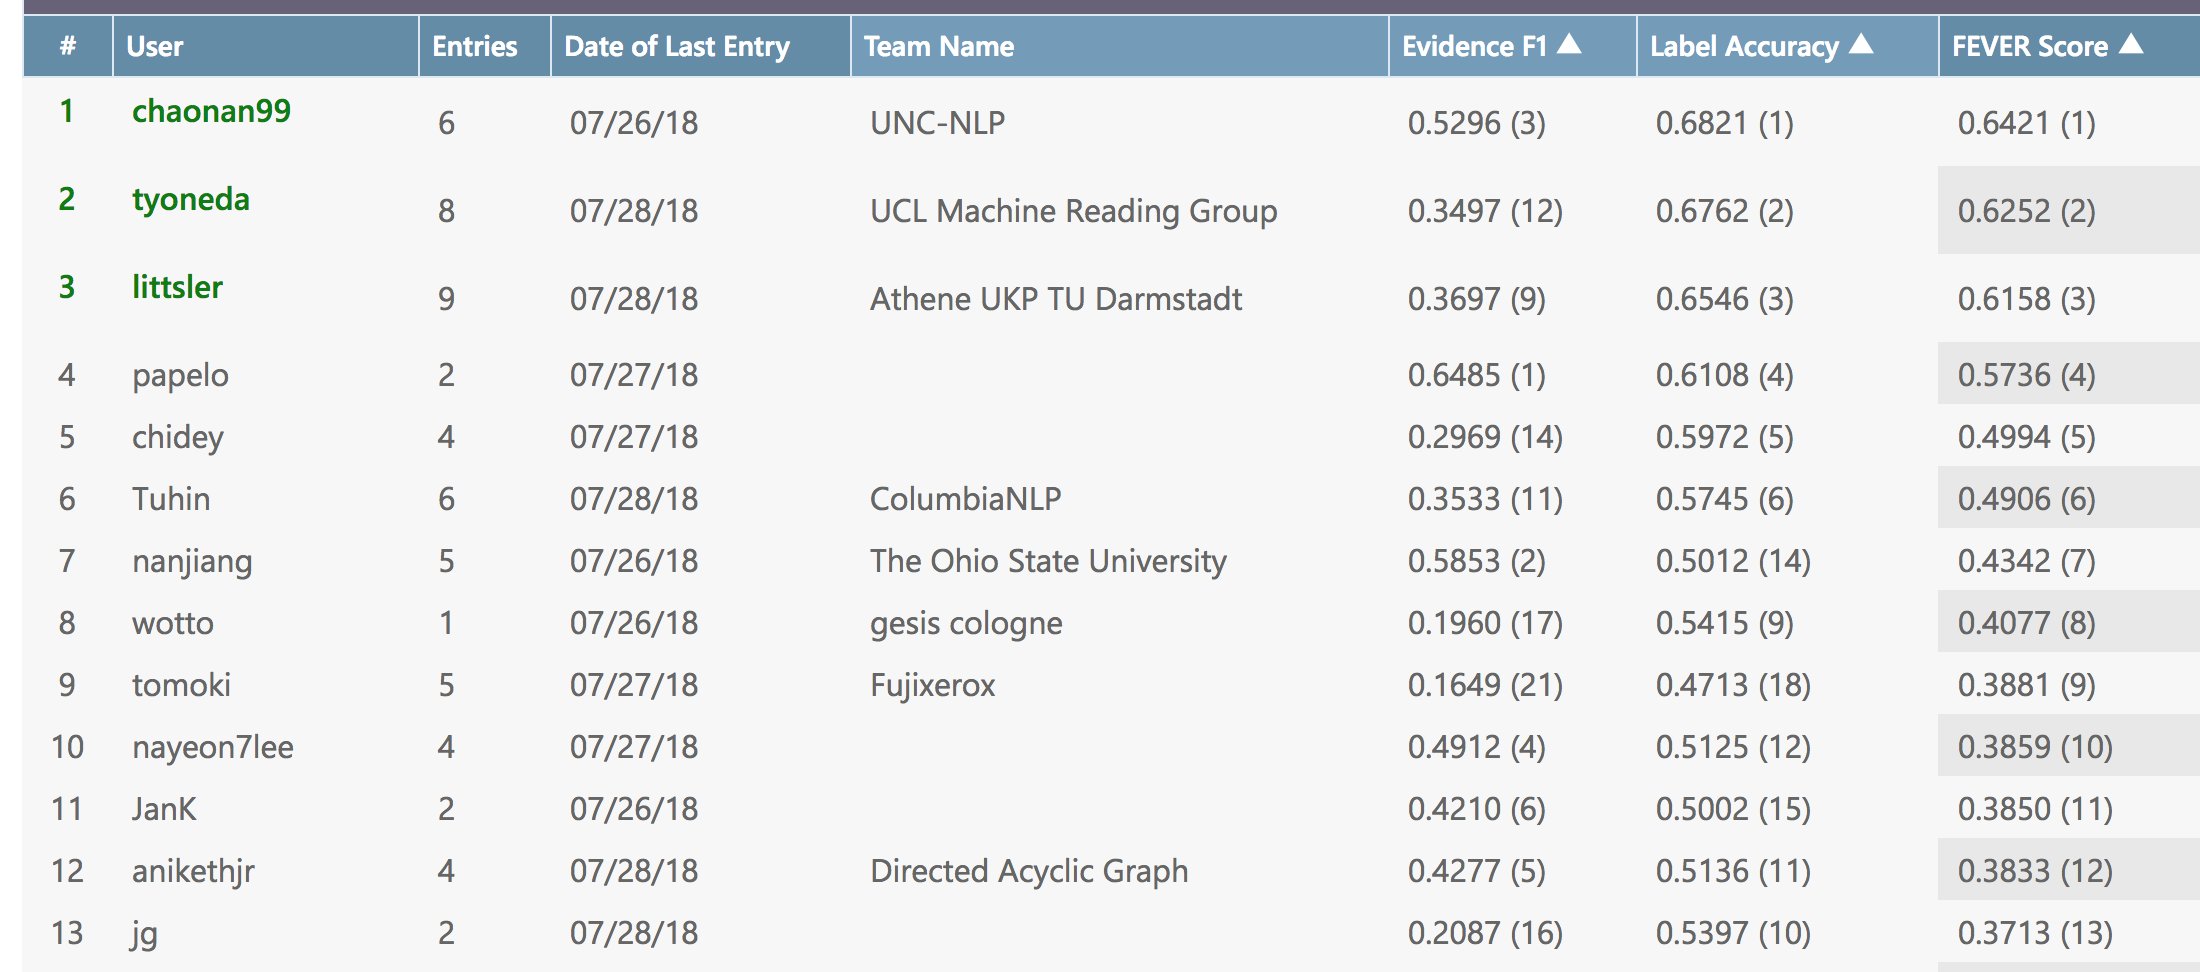 # User Entries Date of Last Entry Team Name Evidence F1 ▲ Label Accuracy ▲ FEVER Score ▲
1 chaonan99 6 07/26/18 UNC-NLP 0.5296 (3) 0.6821 (1) 0.6421 (1)
2 tyoneda 8 07/28/18 UCL Machine Reading Group 0.3497 (12) 0.6762 (2) 0.6252 (2)
3 littsler 9 07/28/18 Athene UKP TU Darmstadt 0.3697 (9) 0.6546 (3) 0.6158 (3)
4 papelo 2 07/27/18 0.6485 (1) 0.6108 (4) 0.5736 (4)
5 chidey 4 07/27/18 0.2969 (14) 0.5972 (5) 0.4994 (5)
6 Tuhin 6 07/28/18 ColumbiaNLP 0.3533 (11) 0.5745 (6) 0.4906 (6)
7 nanjiang 5 07/26/18 The Ohio State University 0.5853 (2) 0.5012 (14) 0.4342 (7)
8 wotto 1 07/26/18 gesis cologne 0.1960 (17) 0.5415 (9) 0.4077 (8)
9 tomoki 5 07/27/18 Fujixerox 0.1649 (21) 0.4713 (18) 0.3881 (9)
10 nayeon7lee 4 07/27/18 0.4912 (4) 0.5125 (12) 0.3859 (10)
11 JanK 2 07/26/18 0.4210 (6) 0.5002 (15) 0.3850 (11)
12 anikethjr 4 07/28/18 Directed Acyclic Graph 0.4277 (5) 0.5136 (11) 0.3833 (12)
13 jg 2 07/28/18 0.2087 (16) 0.5397 (10) 0.3713 (13)